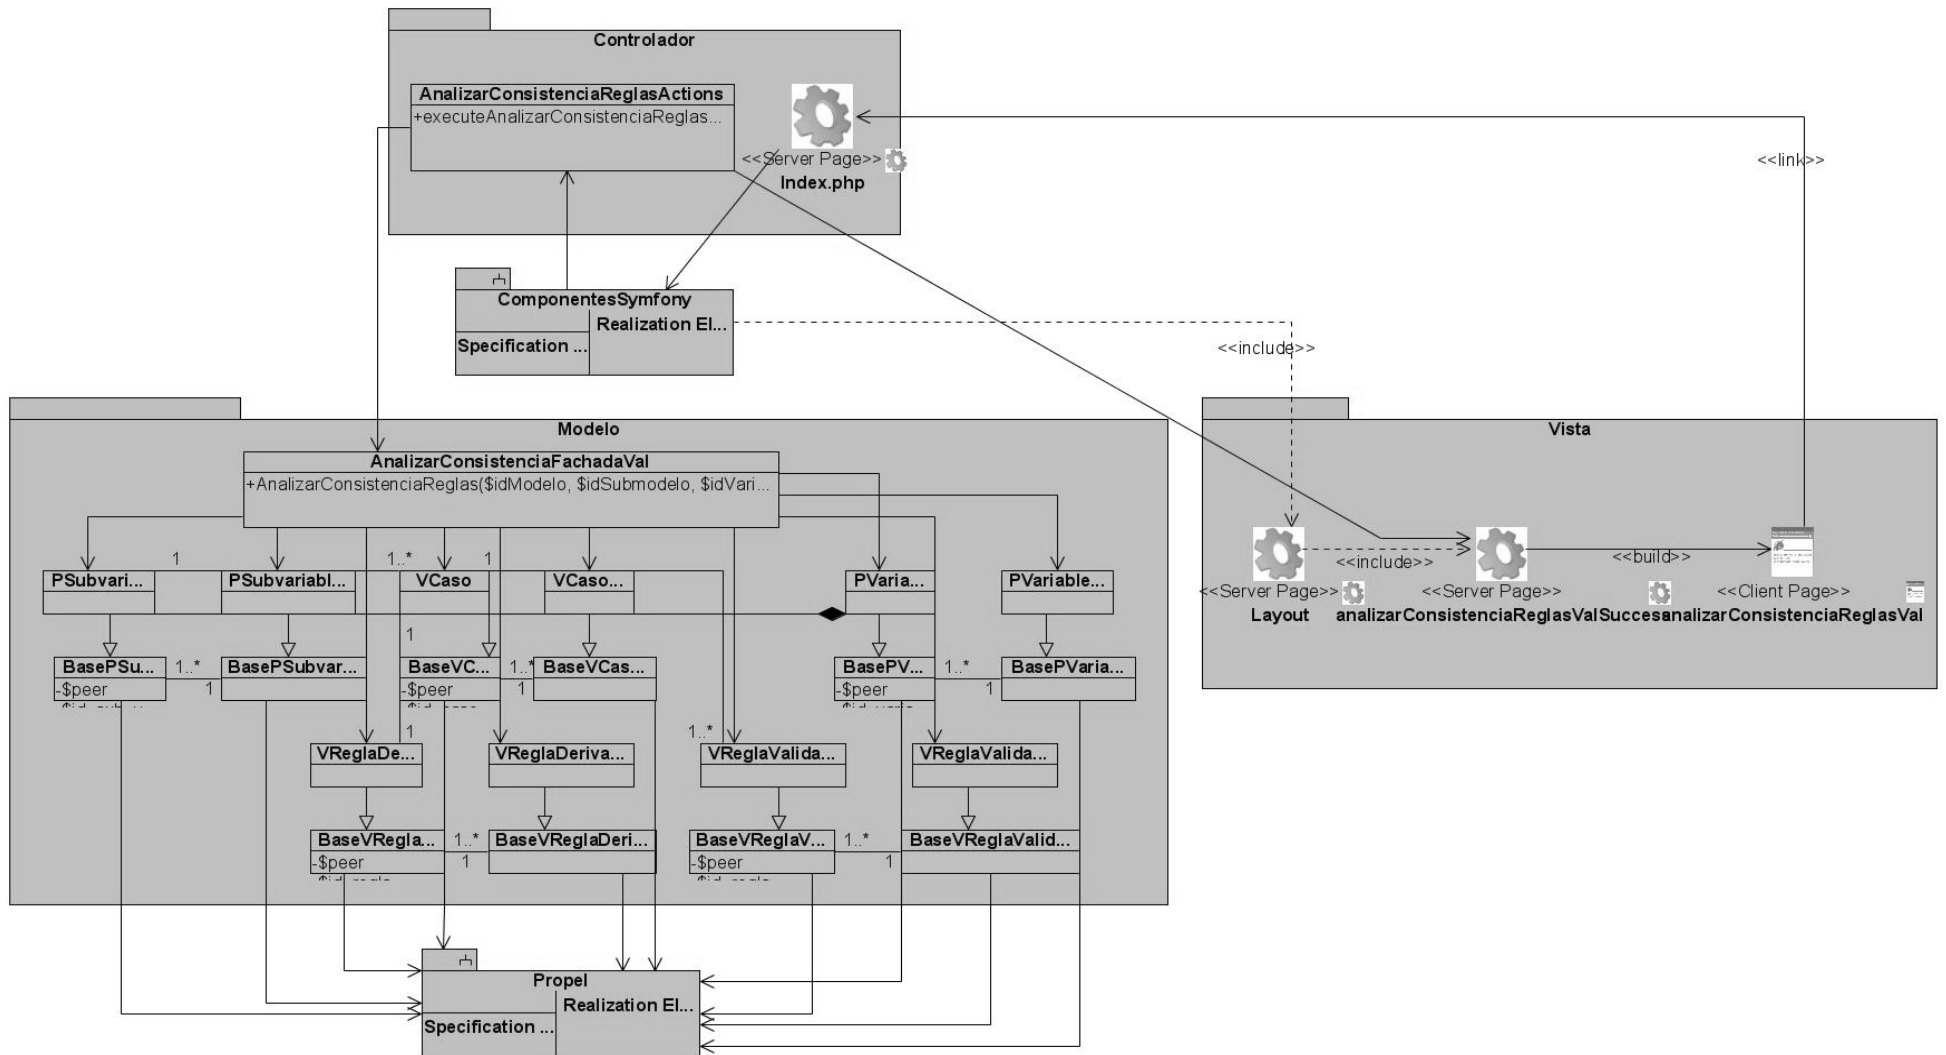 Controlador
AnalizarConsistenciaReglasActions
+executeAnalizarConsistenciaReglas...
<<Server Page>>
Index.php
<<link>>
ComponentesSymfony
Realization El...
Specification ...
<<include>>
Modelo
AnalizarConsistenciaFachadaVal
+AnalizarConsistenciaReglas($idModelo, $idSubmodelo, $idVari...
1
1..*
1
PSubvari...
PSubvariabl...
VCaso
VCaso...
PVaria...
PVariable...
1
BasePSu...
-$peer
1..*
1
BasePSubvar...
BaseVC...
-$peer
1..*
1
BaseVCas...
BasePV...
-$peer
1..*
1
BasePVaria...
1
1..*
VReglaDe...
VReglaDeriva...
VReglaValida...
VReglaValida...
BaseVRegla...
-$peer
1..*
1
BaseVReglaDeri...
BaseVReglaV...
-$peer
1..*
1
BaseVReglaValid...
Propel
Realization El...
Specification ...
Vista
<<include>>
<<build>>
<<Server Page>>
<<Server Page>>
<<Client Page>>
Layout
analizarConsistenciaReglasValSuccess
analizarConsistenciaReglasVal